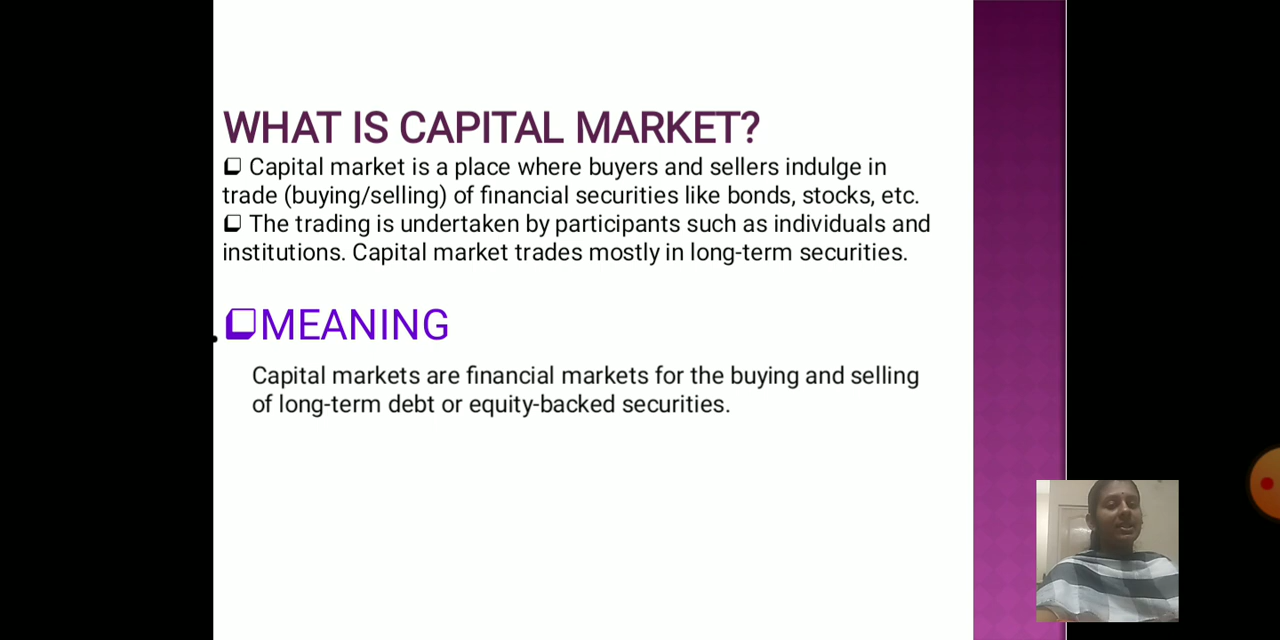 WHAT IS CAPITAL MARKET?
❑ Capital market is a place where buyers and sellers indulge in
trade (buying/selling) of financial securities like bonds, stocks, etc.
❑ The trading is undertaken by participants such as individuals and
institutions. Capital market trades mostly in long-term securities.
❑MEANING
Capital markets are financial markets for the buying and selling
of long-term debt or equity-backed securities.